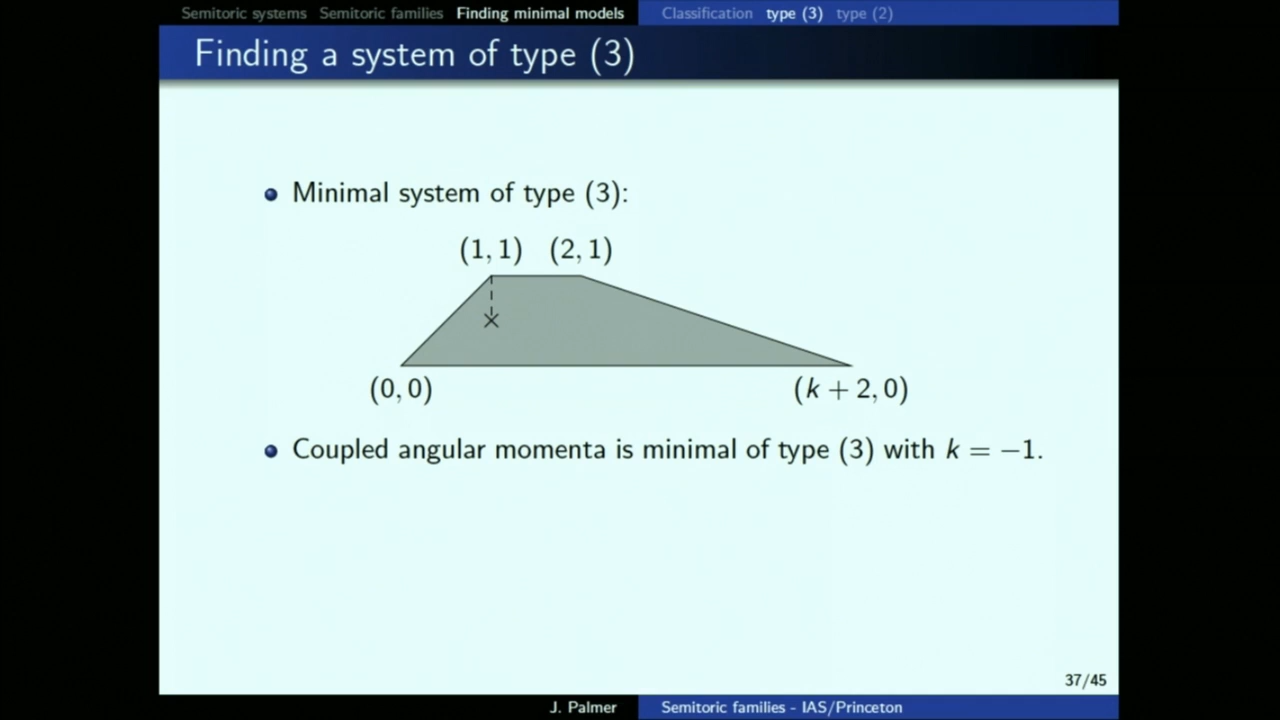 Semitoric systems Semitoric families Finding minimal models Classification type (3) type (2)
Finding a system of type (3)
Minimal system of type (3):
(1, 1) (2, 1)
(0, 0) (k + 2, 0)
Coupled angular momenta is minimal of type (3) with k = −1.
37/45
J. Palmer Semitoric families - IAS/Princeton